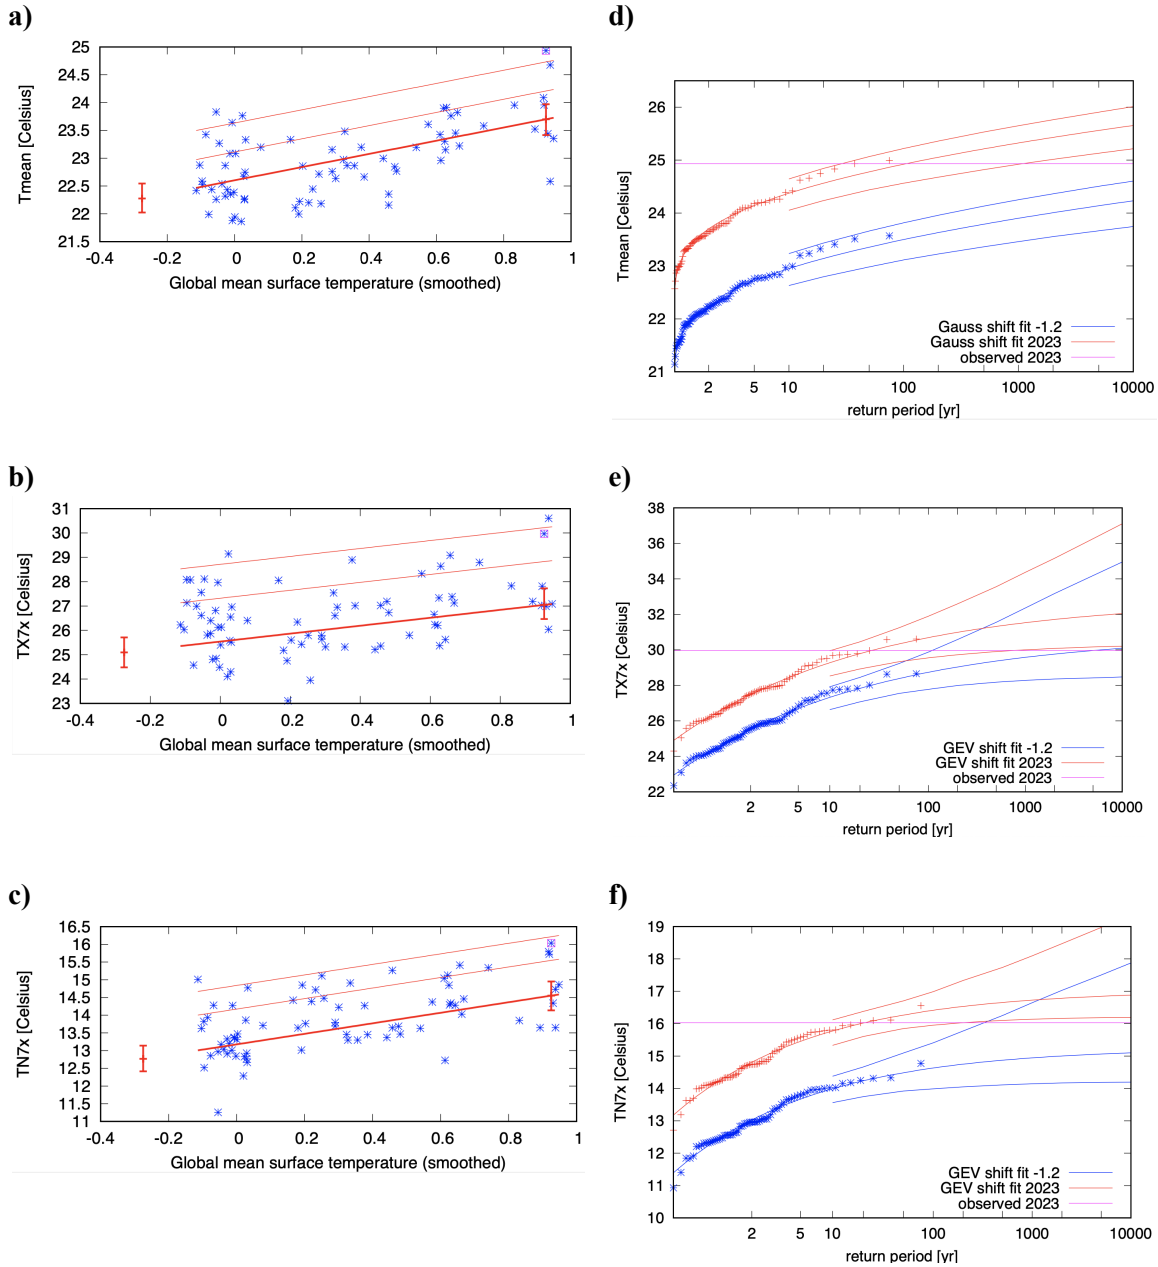 a)
Tmean [Celsius]
25
24.5
24
23.5
23
22.5
22
21.5
-0.4 -0.2 0 0.2 0.4 0.6 0.8 1
Global mean surface temperature (smoothed)
d)
Tmean [Celsius]
26
25
24
23
22
21
Gauss shift fit -1.2
Gauss shift fit 2023
observed 2023
2 5 10 100 1000 10000
return period [yr]
b)
TX7x [Celsius]
31
30
29
28
27
26
25
24
23
-0.4 -0.2 0 0.2 0.4 0.6 0.8 1
Global mean surface temperature (smoothed)
e)
TX7x [Celsius]
38
36
34
32
30
28
26
24
22
GEV shift fit -1.2
GEV shift fit 2023
observed 2023
2 5 10 100 1000 10000
return period [yr]
c)
TN7x [Celsius]
16.5
16
15.5
15
14.5
14
13.5
13
12.5
12
11.5
11
-0.4 -0.2 0 0.2 0.4 0.6 0.8 1
Global mean surface temperature (smoothed)
f)
TN7x [Celsius]
19
18
17
16
15
14
13
12
11
10
GEV shift fit -1.2
GEV shift fit 2023
observed 2023
2 5 10 100 1000 10000
return period [yr]